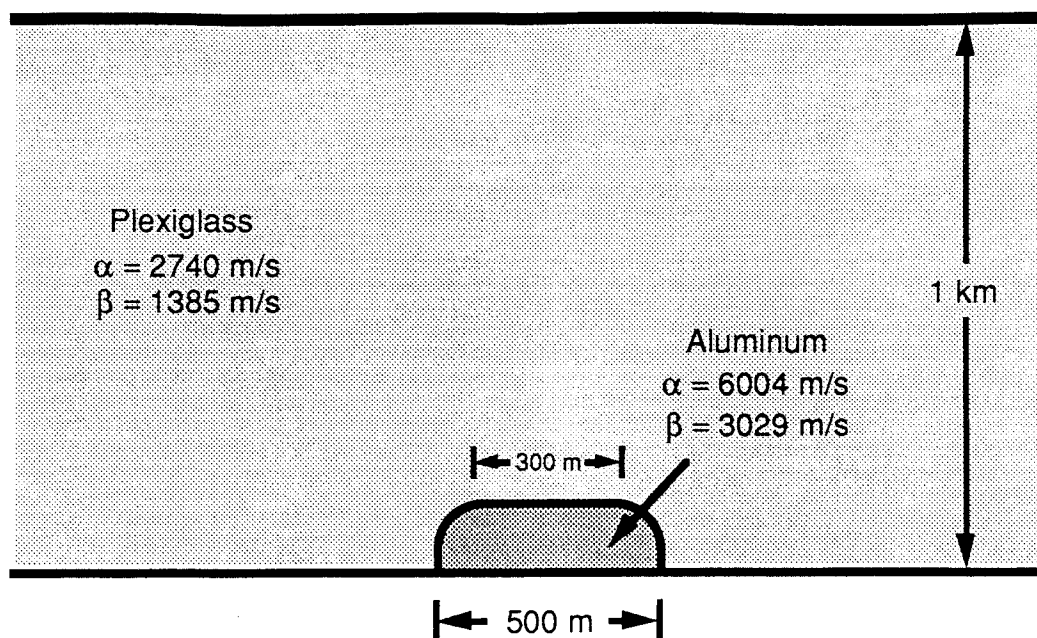 Plexiglass
α = 2740 m/s
β = 1385 m/s
1 km
Aluminum
α = 6004 m/s
β = 3029 m/s
300 m
500 m